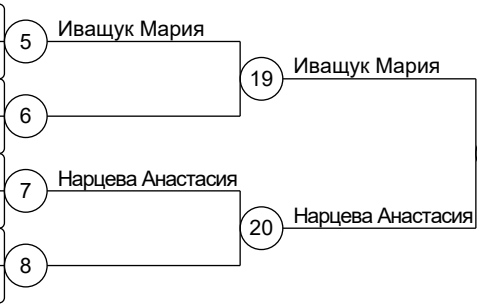 5 Иващук Мария
19 Иващук Мария
6
7 Нарцева Анастасия
20 Нарцева Анастасия
8